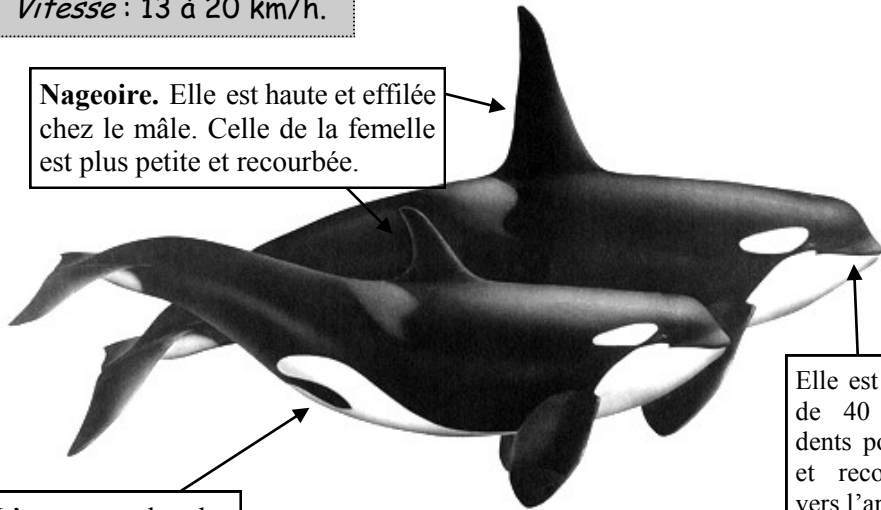 Vitesse : 13 à 20 km/h.
Nageoire. Elle est haute et effilée
chez le mâle. Celle de la femelle
est plus petite et recourbée.
Elle est
de 40
dents
et
vers